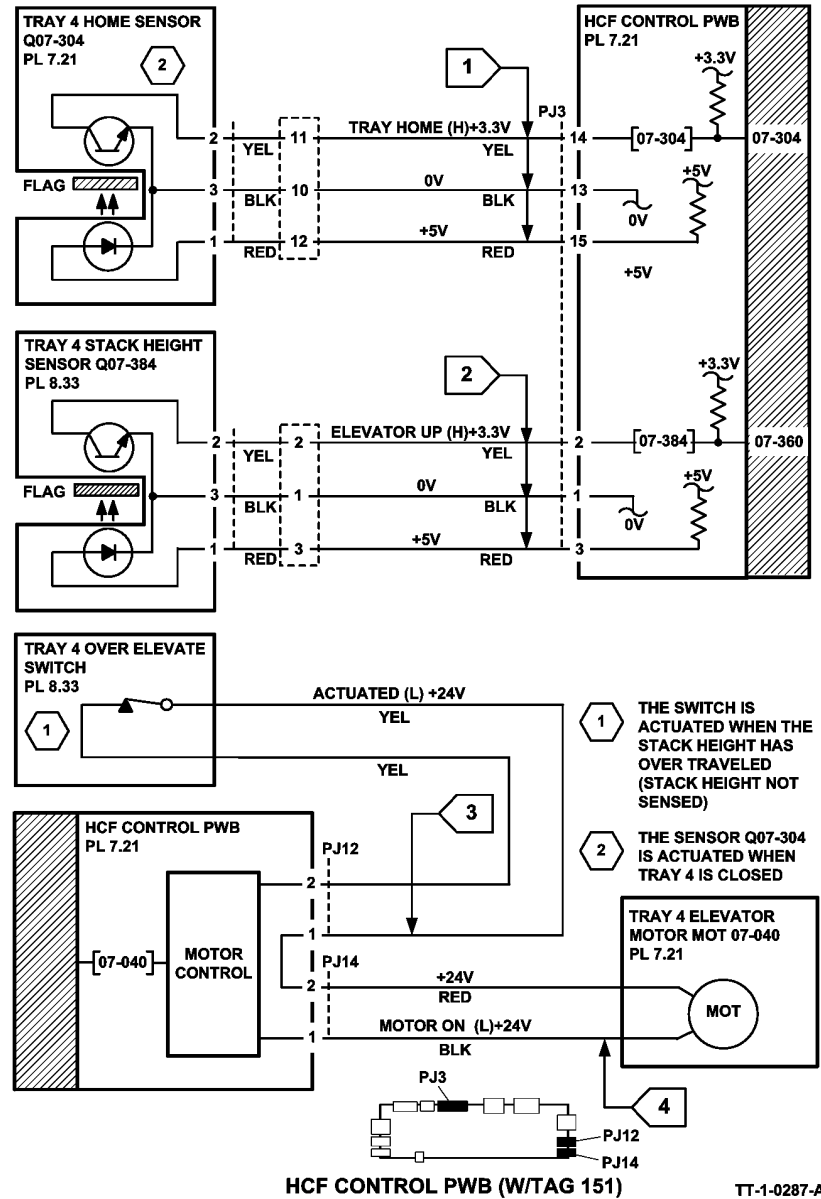 TRAY 4 HOME SENSOR
Q07-304
PL 7.21
2
FLAG
2
3
1
YEL
BLK
RED
11
10
12
TRAY HOME (H)+3.3V
YEL
0V
BLK
+5V
RED
1
PJ3
14
13
15
HCF CONTROL PWB
PL 7.21
+3.3V
07-304
07-304
+5V
0V
+5V
TRAY 4 STACK HEIGHT
SENSOR Q07-384
PL 8.33
FLAG
2
3
1
YEL
BLK
RED
2
1
3
2
ELEVATOR UP (H)+3.3V
YEL
0V
BLK
+5V
RED
2
1
3
+3.3V
07-384
07-360
+5V
0V
TRAY 4 OVER ELEVATE
SWITCH
PL 8.33
1
ACTUATED (L) +24V
YEL
YEL
1
THE SWITCH IS
ACTUATED WHEN THE
STACK HEIGHT HAS
OVER TRAVELED
(STACK HEIGHT NOT
SENSED)
2
THE SENSOR Q07-304
IS ACTUATED WHEN
TRAY 4 IS CLOSED
HCF CONTROL PWB
PL 7.21
07-040
MOTOR
CONTROL
PJ12
2
1
3
PJ14
2
1
+24V
RED
MOTOR ON (L)+24V
BLK
4
TRAY 4 ELEVATOR
MOTOR MOT 07-040
PL 7.21
MOT
PJ3
PJ12
PJ14
HCF CONTROL PWB (W/TAG 151)
TT-1-0287-A